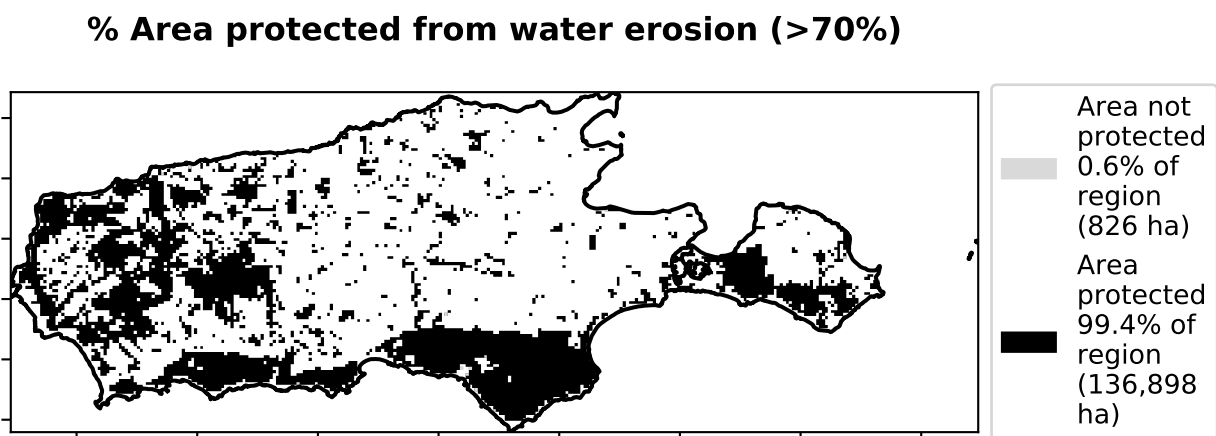 % Area protected from water erosion (>70%)
Area not
protected
0.6% of
region
(826 ha)
Area
protected
99.4% of
region
(136,898
ha)